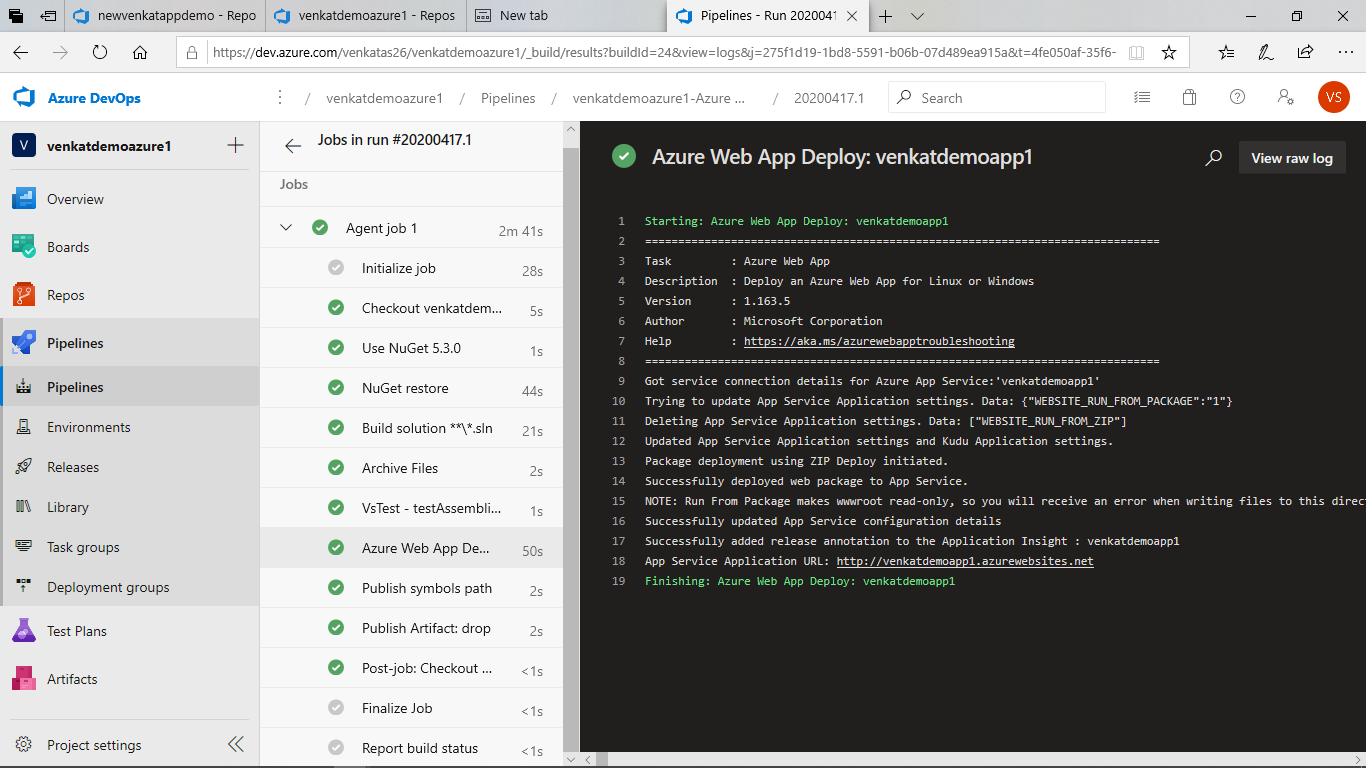 newvenkatappdemo - Repo
venkatdemoazure1 - Repos
New tab
Pipelines - Run 2020041
https://dev.azure.com/venkatas26/venkatdemoazure1/_build/results?buildId=24&view=logs&j=275f1d19-1bd8-5591-b06b-07d489ea915a&t=4fe050af-35f6-
Azure DevOps
/ venkatdemoazure1 / Pipelines / venkatdemoazure1-Azure ... / 20200417.1
Search
VS
V
venkatdemoazure1
Overview
Boards
Repos
Pipelines
Pipelines
Environments
Releases
Library
Task groups
Deployment groups
Test Plans
Artifacts
Project settings
Jobs in run #20200417.1
Jobs
Agent job 1 2m 41s
Initialize job 28s
Checkout venkatdem... 5s
Use NuGet 5.3.0 1s
NuGet restore 44s
Build solution **\*.sln 21s
Archive Files 2s
VsTest - testAssembli... 1s
Azure Web App De... 50s
Publish symbols path 2s
Publish Artifact: drop 2s
Post-job: Checkout ... <1s
Finalize Job <1s
Report build status <1s
Azure Web App Deploy: venkatdemoapp1
View raw log
1 Starting: Azure Web App Deploy: venkatdemoapp1
2 ==============================================================================
3 Task : Azure Web App
4 Description : Deploy an Azure Web App for Linux or Windows
5 Version : 1.163.5
6 Author : Microsoft Corporation
7 Help : https://aka.ms/azurewebapptroubleshooting
8 ==============================================================================
9 Got service connection details for Azure App Service:'venkatdemoapp1'
10 Trying to update App Service Application settings. Data: {"WEBSITE_RUN_FROM_PACKAGE":"1"}
11 Deleting App Service Application settings. Data: ["WEBSITE_RUN_FROM_ZIP"]
12 Updated App Service Application settings and Kudu Application settings.
13 Package deployment using ZIP Deploy initiated.
14 Successfully deployed web package to App Service.
15 NOTE: Run From Package makes wwwroot read-only, so you will receive an error when writing files to this direc
16 Successfully updated App Service configuration details
17 Successfully added release annotation to the Application Insight : venkatdemoapp1
18 App Service Application URL: http://venkatdemoapp1.azurewebsites.net
19 Finishing: Azure Web App Deploy: venkatdemoapp1